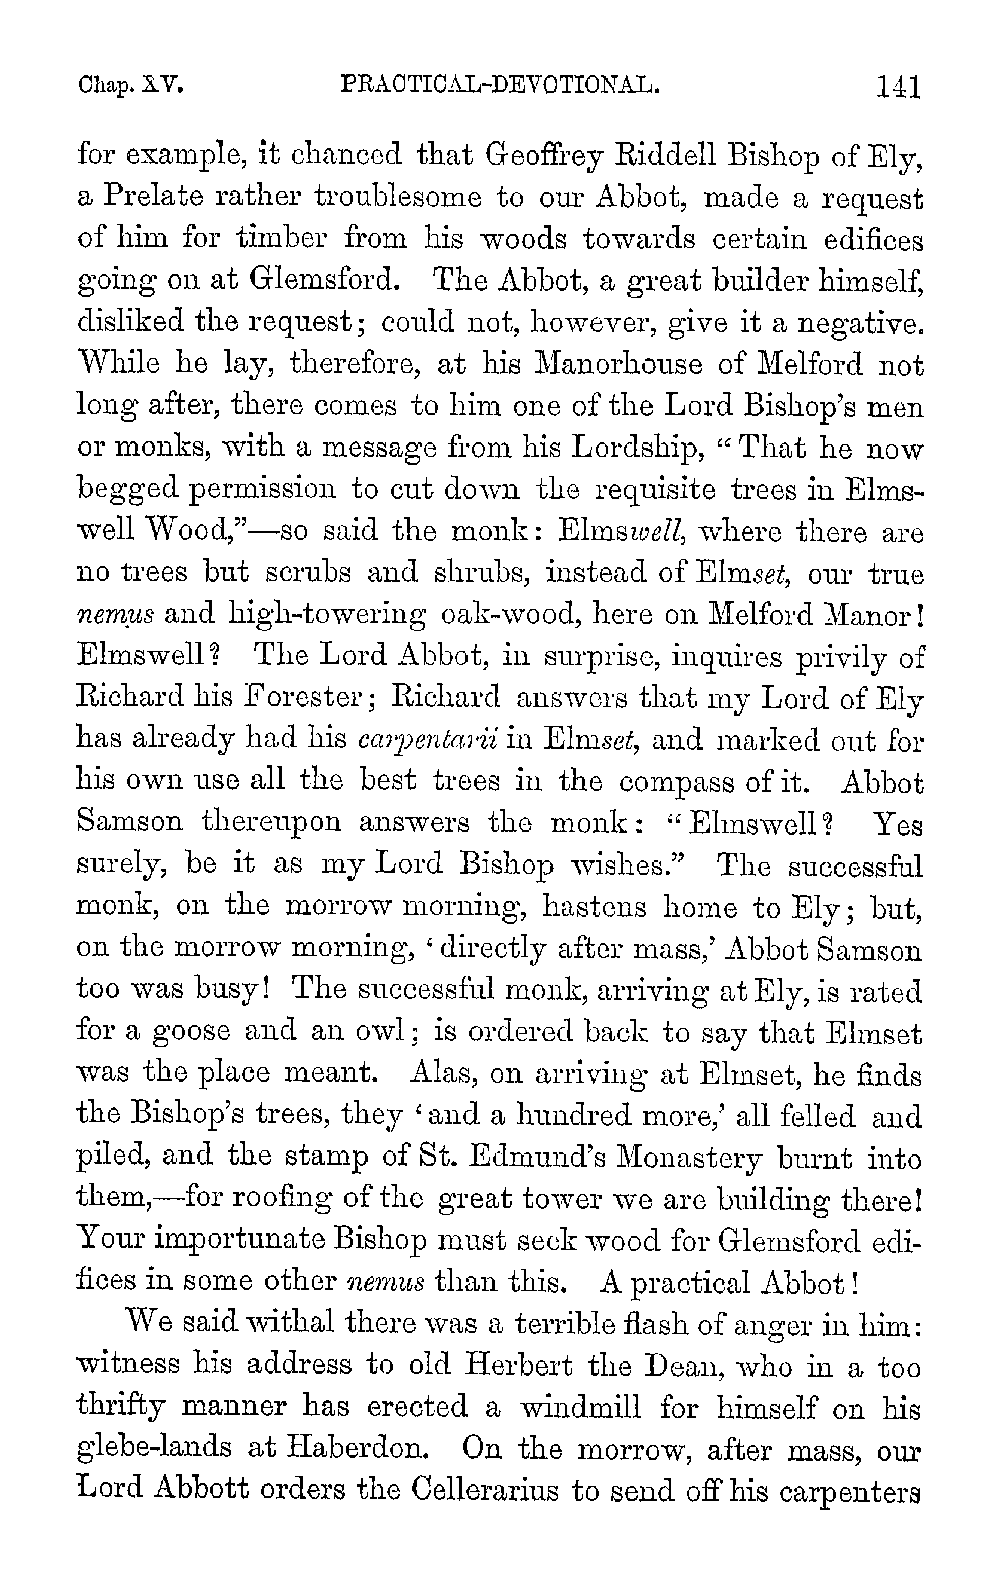 Chap. XV. PRACTICAL-DEVOTIONAL. 141
for example, it chanced that Geoffrey Riddell Bishop of Ely,
a Prelate rather troublesome to our Abbot, made a request
of him for timber from his woods towards certain edifices
going on at Glemsford. The Abbot, a great builder himself,
disliked the request; could not, however, give it a negative.
While he lay, therefore, at his Manorhouse of Melford not
long after, there comes to him one of the Lord Bishop's men
or monks, with a message from his Lordship, “That he now
begged permission to cut down the requisite trees in Elms-
well Wood,”—so said the monk: Elmswell, where there are
no trees but scrubs and shrubs, instead of Elmset, our true
nemus and high-towering oak-wood, here on Melford Manor!
Elmswell? The Lord Abbot, in surprise, inquires privily of
Richard his Forester; Richard answers that my Lord of Ely
has already had his carpentarii in Elmset, and marked out for
his own use all the best trees in the compass of it. Abbot
Samson thereupon answers the monk: “Elmswell? Yes
surely, be it as my Lord Bishop wishes.” The successful
monk, on the morrow morning, hastens home to Ely; but,
on the morrow morning, ‘directly after mass,’ Abbot Samson
too was busy! The successful monk, arriving at Ely, is rated
for a goose and an owl; is ordered back to say that Elmset
was the place meant. Alas, on arriving at Elmset, he finds
the Bishop's trees, they ‘and a hundred more,’ all felled and
piled, and the stamp of St. Edmund's Monastery burnt into
them,—for roofing of the great tower we are building there!
Your importunate Bishop must seek wood for Glemsford edi-
fices in some other nemus than this. A practical Abbot!
We said withal there was a terrible flash of anger in him:
witness his address to old Herbert the Dean, who in a too
thrifty manner has erected a windmill for himself on his
glebe-lands at Haberdon. On the morrow, after mass, our
Lord Abbott orders the Cellerarius to send off his carpenters